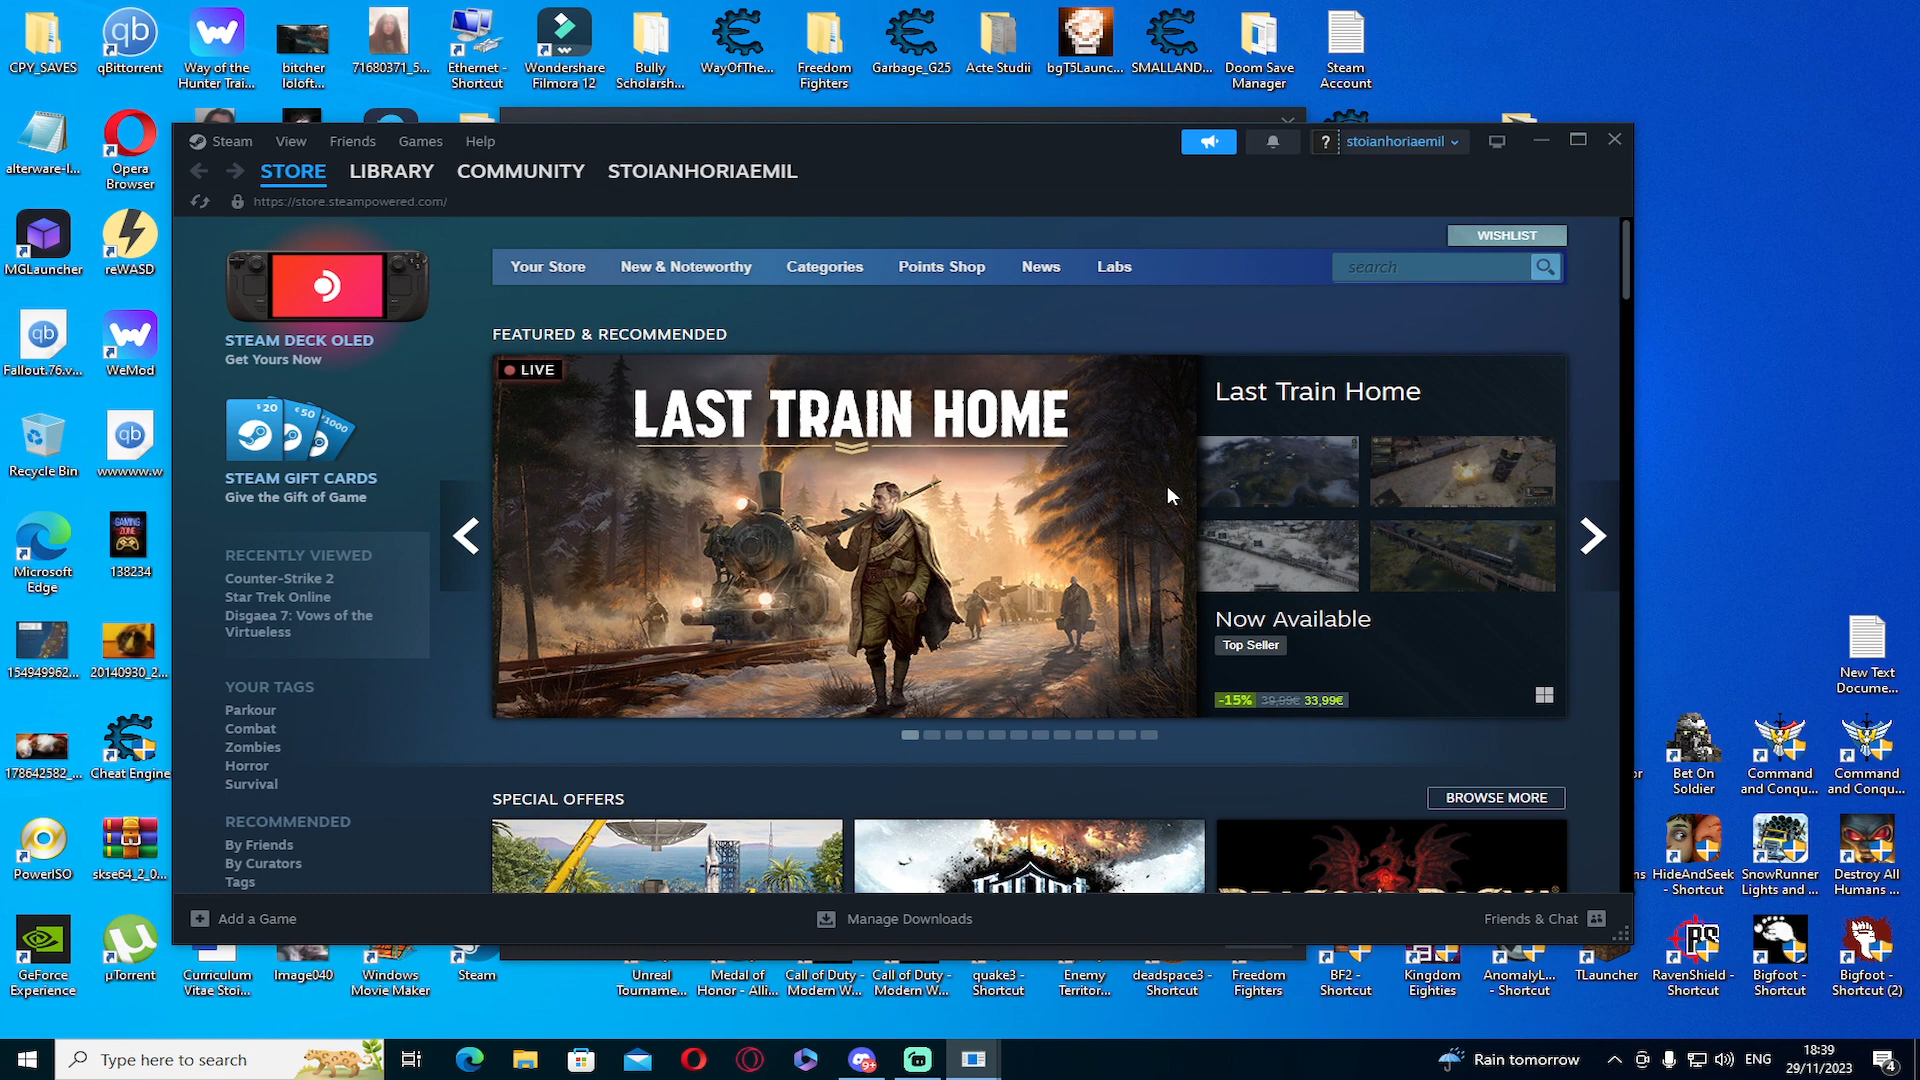 CPY_SAVES
qBittorrent
Way of the
Hunter Trai...
bitcher
loloft...
71680371_5...
Ethernet -
Shortcut
Wondershare
Filmora 12
Bully
Scholarsh...
WayOfThe...
Freedom
Fighters
Garbage_G25
Acte Studii
bgT5Launc...
SMALLAND...
Doom Save
Manager
Steam
Account
alterware-l...
Opera
Browser
MGLauncher
reWASD
Fallout.76.v...
WeMod
Recycle Bin
wwwwww.w
Microsoft
Edge
138234
154949962...
20140930_2...
178642582_...
Cheat Engine
PowerISO
skse64_2_0...
GeForce
Experience
µTorrent
Steam
View
Friends
Games
Help
?
stoianhoriaemil
STORE
LIBRARY
COMMUNITY
STOIANHORIAEMIL
https://store.steampowered.com/
WISHLIST
Your Store
New & Noteworthy
Categories
Points Shop
News
Labs
search
STEAM DECK OLED
Get Yours Now
$20
€50
$1000
STEAM GIFT CARDS
Give the Gift of Game
RECENTLY VIEWED
Counter-Strike 2
Star Trek Online
Disgaea 7: Vows of the
Virtueless
YOUR TAGS
Parkour
Combat
Zombies
Horror
Survival
RECOMMENDED
By Friends
By Curators
Tags
FEATURED & RECOMMENDED
LIVE
LAST TRAIN HOME
Last Train Home
Now Available
Top Seller
-15% 39,99€ 33,99€
SPECIAL OFFERS
BROWSE MORE
Add a Game
Manage Downloads
Friends & Chat
New Text
Docume...
Bet On
Soldier
Command
and Conqu...
Command
and Conqu...
HideAndSeek
- Shortcut
SnowRunner
Lights and ...
Destroy All
Humans ...
Curriculum
Vitae Stoi...
Image040
Windows
Movie Maker
Steam
Unreal
Tourname...
Medal of
Honor - Alli...
Call of Duty -
Modern W...
Call of Duty -
Modern W...
quake3 -
Shortcut
Enemy
Territor...
deadspace3 -
Shortcut
Freedom
Fighters
BF2 -
Shortcut
Kingdom
Eighties
AnomalyL...
- Shortcut
TLauncher
RavenShield -
Shortcut
Bigfoot -
Shortcut
Bigfoot -
Shortcut (2)
Type here to search
Rain tomorrow
ENG
18:39
29/11/2023
4